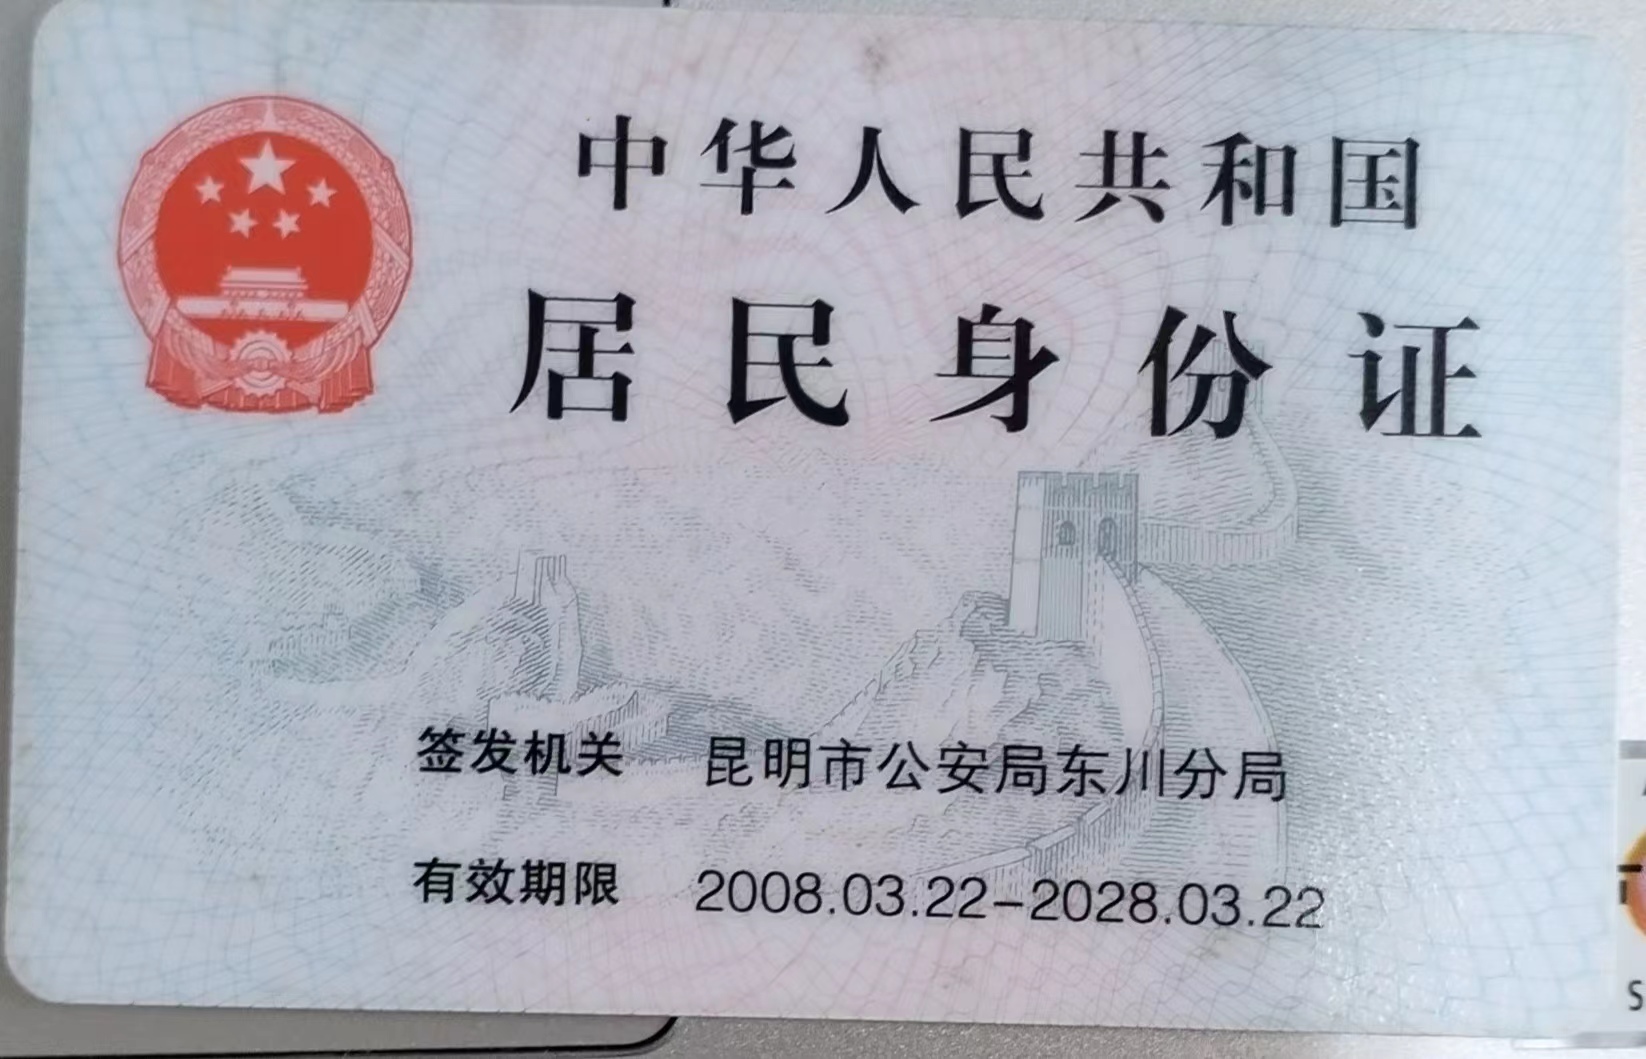 中华人民共和国
居民身份证
签发机关 昆明市公安局东川分局
有效期限 2008.03.22-2028.03.22
S